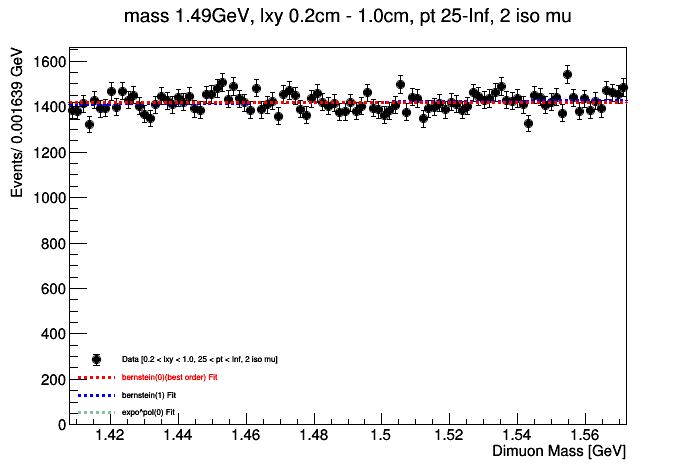 mass 1.49GeV, lxy 0.2cm - 1.0cm, pt 25-Inf, 2 iso mu
Events/ 0.001639 GeV
1600
1400
1200
1000
800
600
400
200
0
Data [0.2 < lxy < 1.0, 25 < pt < Inf, 2 iso mu]
bernstein(0)(best order) Fit
bernstein(1) Fit
expo^pol(0) Fit
1.42 1.44 1.46 1.48 1.5 1.52 1.54 1.56
Dimuon Mass [GeV]